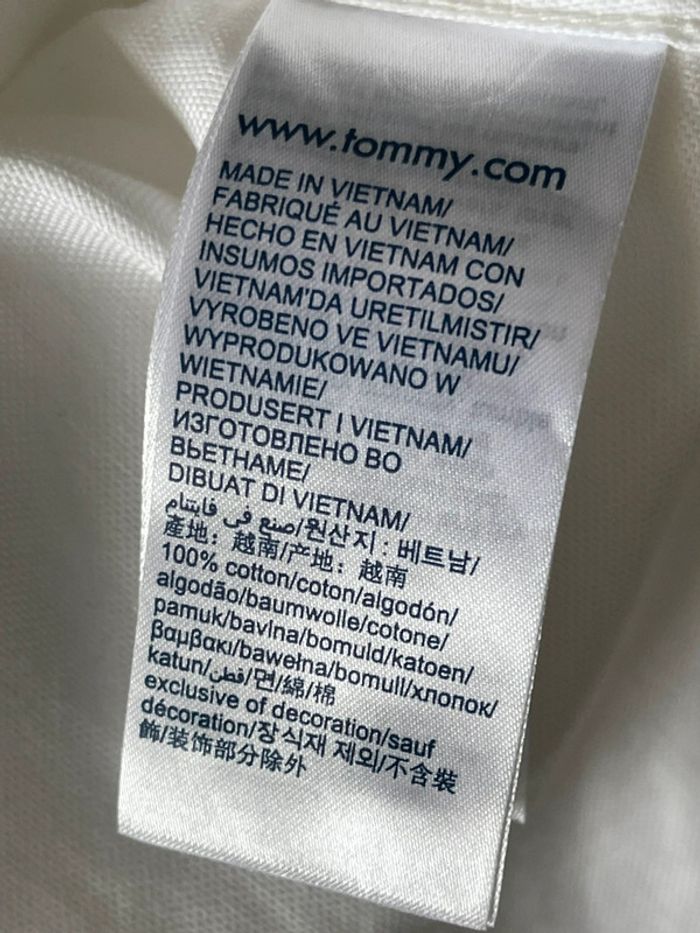 www.tommy.com
MADE IN VIETNAM/
FABRIQUÉ AU VIETNAM/
HECHO EN VIETNAM CON
INSUMOS IMPORTADOS/
VIETNAM'DA URETILMISTIR/
VYROBENO VE VIETNAMU/
WYPRODUKOWANO W
WIETNAMIE/
PRODUSERT I VIETNAM/
ИЗГОТОВЛЕНО ВО
ВЬЕТНАМЕ/
DIBUAT DI VIETNAM/
صنع في فايتنام/원산지 : 베트남/
產地：越南/产地：越南
100% cotton/coton/algodón/
algodão/baumwolle/cotone/
pamuk/bavlna/bomuld/katoen/
βαμβακι/bawełna/bomull/хлопок/
katun/قطن/면/綿/棉
exclusive of decoration/sauf
décoration/장식재 제외/不含裝
飾/装饰部分除外